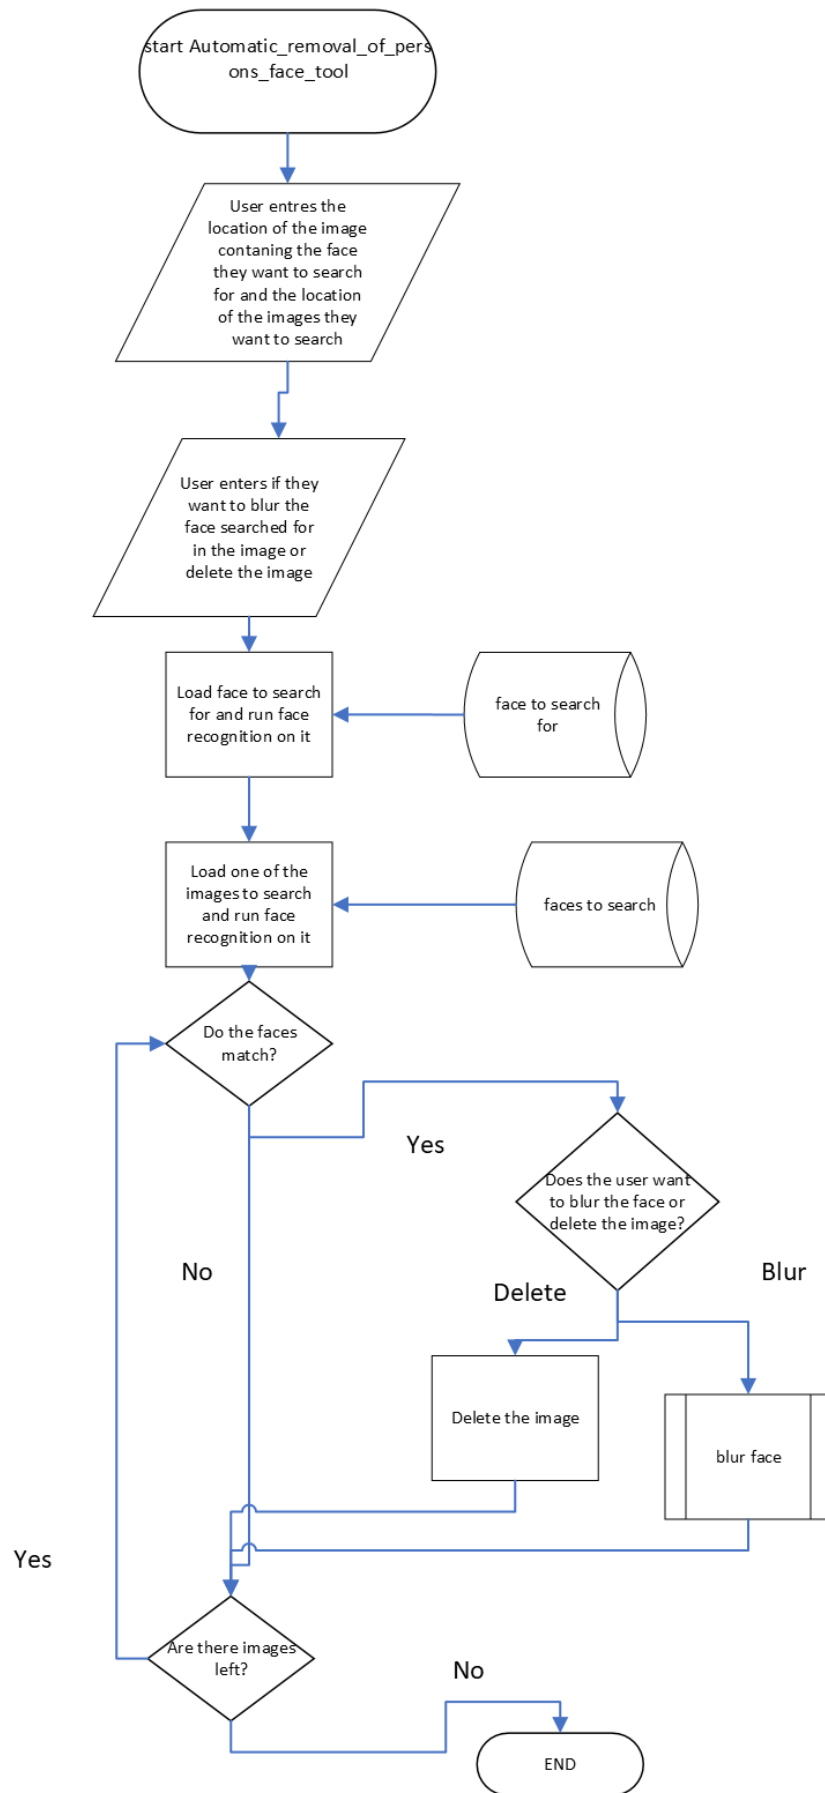 start Automatic_removal_of_pers
ons_face_tool
User entres the
location of the image
contaning the face
they want to search
for and the location
of the images they
want to search
User enters if they
want to blur the
face searched for
in the image or
delete the image
Load face to search
for and run face
recognition on it
face to search
for
Load one of the
images to search
and run face
recognition on it
faces to search
Do the faces
match?
Yes
Does the user want
to blur the face or
delete the image?
No
Delete
Blur
Delete the image
blur face
Yes
Are there images
left?
No
END